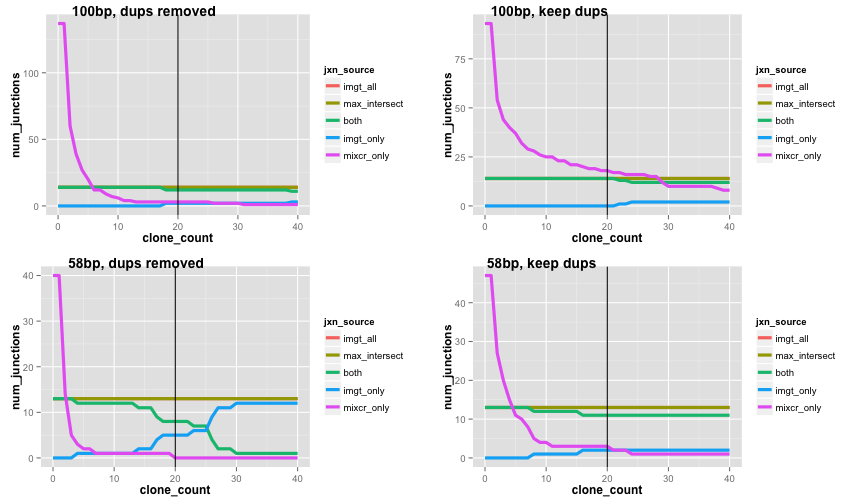 100bp, dups removed
num_junctions
100
50
0
0
10
20
30
40
clone_count
jxn_source
imgt_all
max_intersect
both
imgt_only
mixcr_only
100bp, keep dups
num_junctions
75
50
25
0
0
10
20
30
40
clone_count
jxn_source
imgt_all
max_intersect
both
imgt_only
mixcr_only
58bp, dups removed
num_junctions
40
30
20
10
0
0
10
20
30
40
clone_count
jxn_source
imgt_all
max_intersect
both
imgt_only
mixcr_only
58bp, keep dups
num_junctions
40
30
20
10
0
0
10
20
30
40
clone_count
jxn_source
imgt_all
max_intersect
both
imgt_only
mixcr_only